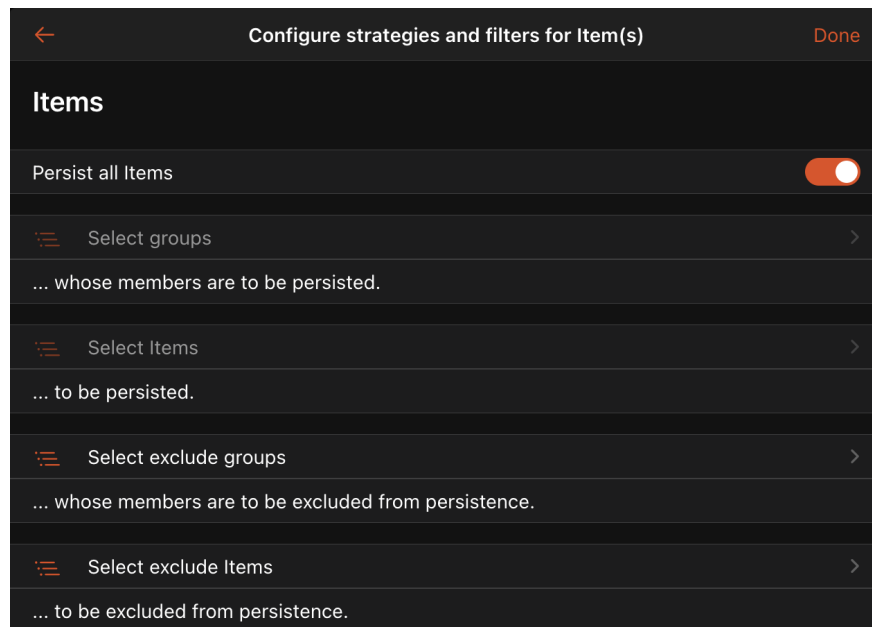 Configure strategies and filters for Item(s)
Done
Items
Persist all Items
Select groups
... whose members are to be persisted.
Select Items
... to be persisted.
Select exclude groups
... whose members are to be excluded from persistence.
Select exclude Items
... to be excluded from persistence.